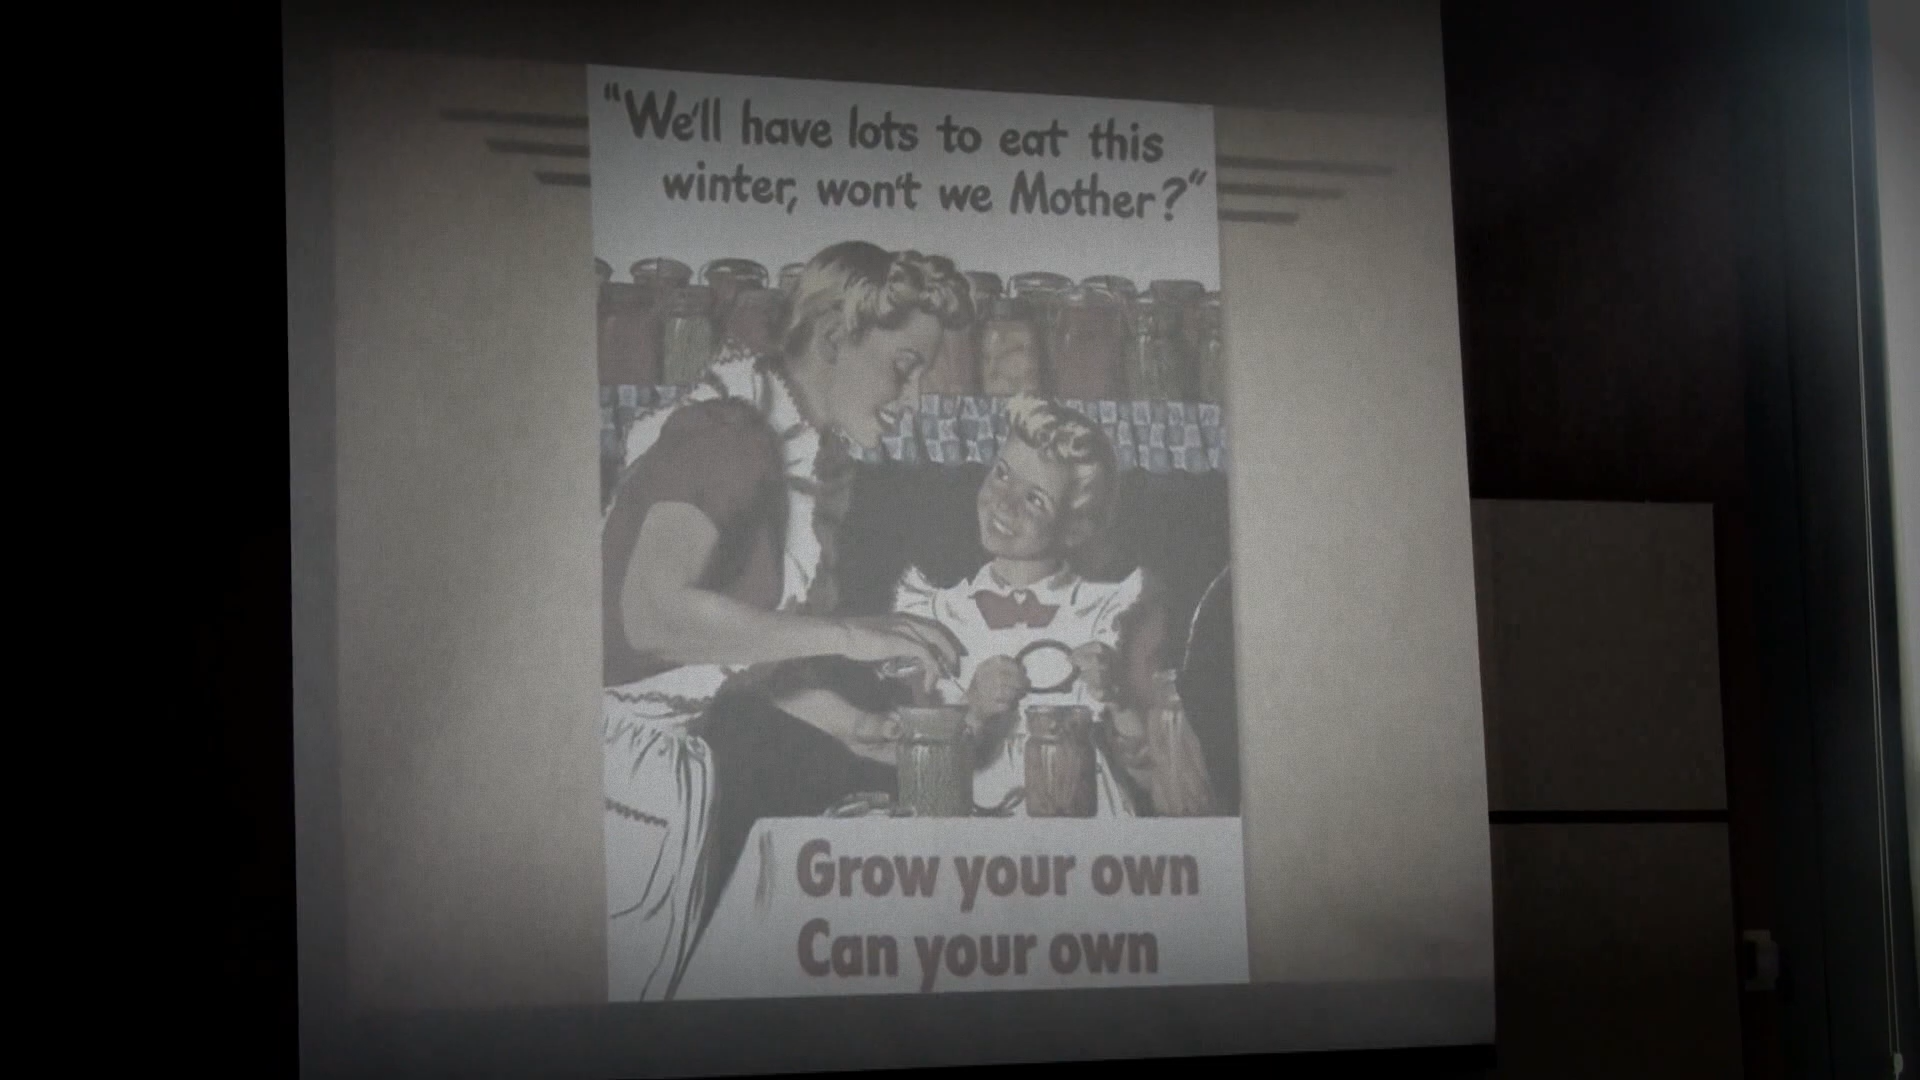 "We'll have lots to eat this
winter, won't we Mother?"
Grow your own
Can your own